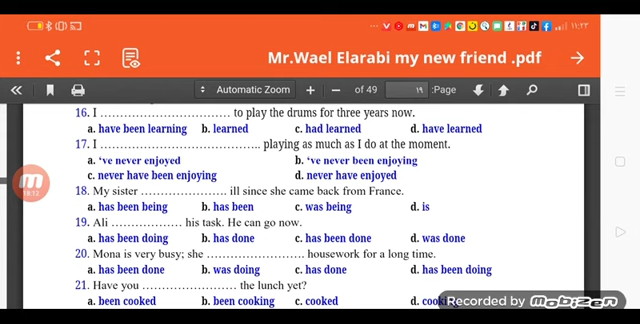 ١١:٢٢
Mr.Wael Elarabi my new friend .pdf
Automatic Zoom + - of 49 ١٩ :Page
16. I ................................ to play the drums for three years now.
a. have been learning b. learned c. had learned d. have learned
17. I ...................................... playing as much as I do at the moment.
a. ‘ve never enjoyed b. ‘ve never been enjoying
c. never have been enjoying d. never have enjoyed
18. My sister ..................... ill since she came back from France.
a. has been being b. has been c. was being d. is
19. Ali ................. his task. He can go now.
a. has been doing b. has done c. has been done d. was done
20. Mona is very busy; she ........................ housework for a long time.
a. has been done b. was doing c. has done d. has been doing
21. Have you ....................... the lunch yet?
a. been cooked b. been cooking c. cooked d. cooking
18:12
Recorded by Mobizen